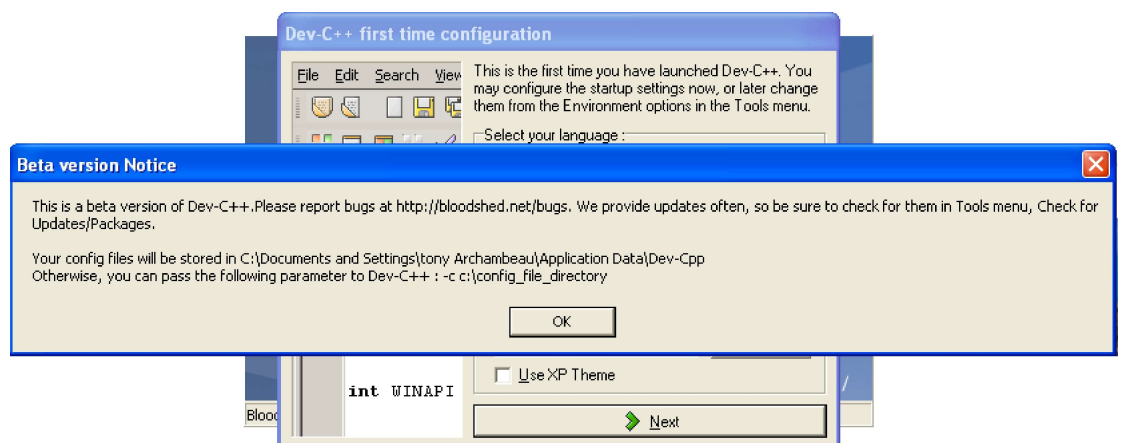 Dev-C++ first time configuration
File Edit Search View
This is the first time you have launched Dev-C++. You
may configure the startup settings now, or later change
them from the Environment options in the Tools menu.
Select your language :
Beta version Notice
This is a beta version of Dev-C++.Please report bugs at http://bloodshed.net/bugs. We provide updates often, so be sure to check for them in Tools menu, Check for
Updates/Packages.
Your config files will be stored in C:\Documents and Settings\tony Archambeau\Application Data\Dev-Cpp
Otherwise, you can pass the following parameter to Dev-C++ : -c c:\config_file_directory
OK
Use XP Theme
int WINAPI
Blood
Next